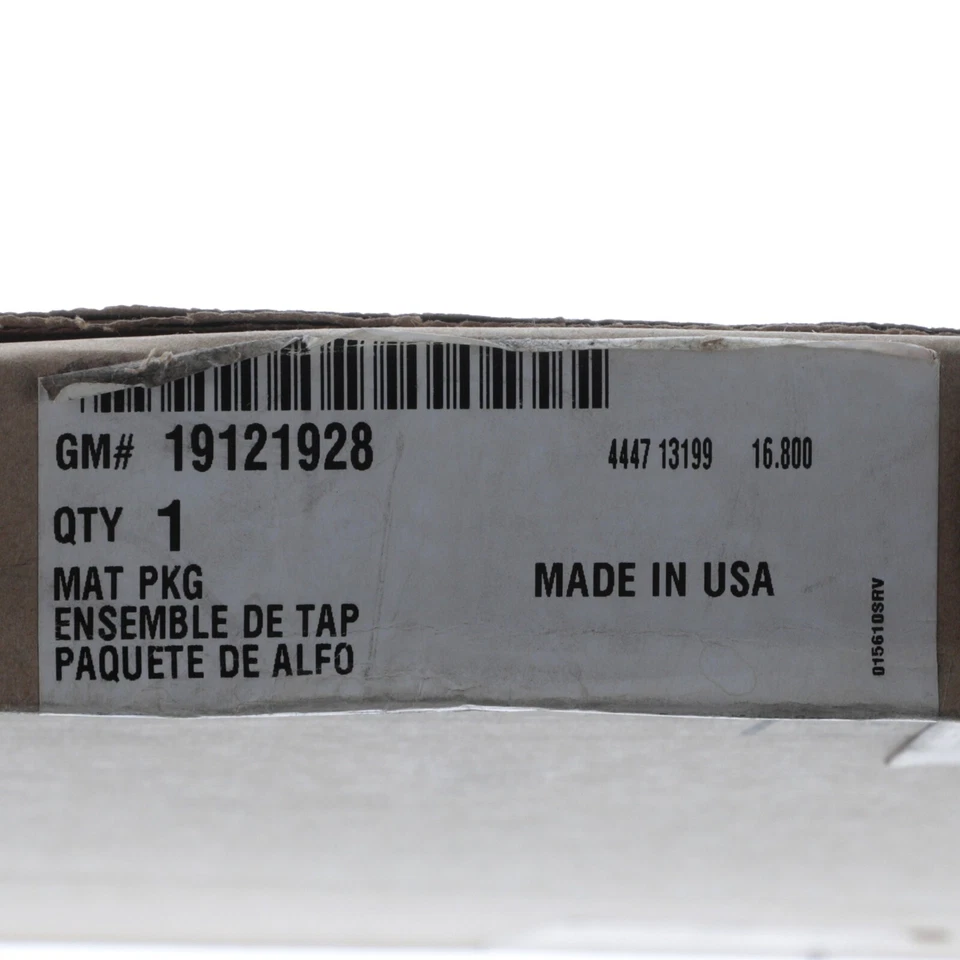 GM# 19121928 4447 13199 16.800
QTY 1
MAT PKG MADE IN USA
ENSEMBLE DE TAP
PAQUETE DE ALFO
015610SRV